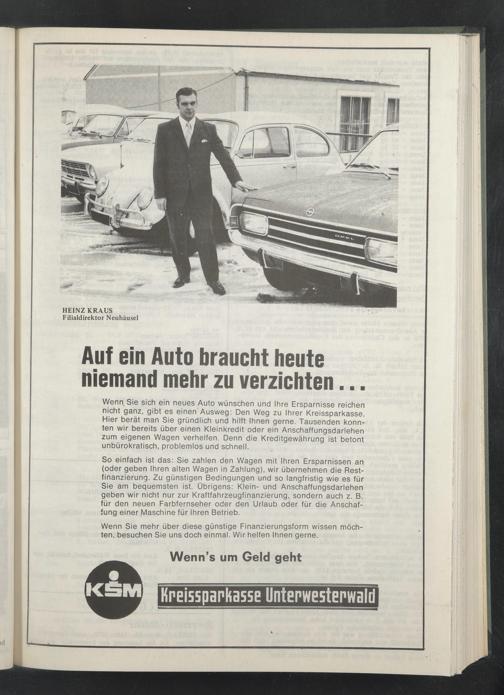 OPEL
HEINZ KRAUS
Filialdirektor Neuhäusel
Auf ein Auto braucht heute
niemand mehr zu verzichten ...
Wenn Sie sich ein neues Auto wünschen und Ihre Ersparnisse reichen
nicht ganz, gibt es einen Ausweg: Den Weg zu Ihrer Kreissparkasse.
Hier berät man Sie gründlich und hilft Ihnen gerne. Tausenden konn-
ten wir bereits über einen Kleinkredit oder ein Anschaffungsdarlehen
zum eigenen Wagen verhelfen. Denn die Kreditgewährung ist betont
unbürokratisch, problemlos und schnell.
So einfach ist das: Sie zahlen den Wagen mit Ihren Ersparnissen an
(oder geben Ihren alten Wagen in Zahlung), wir übernehmen die Rest-
finanzierung. Zu günstigen Bedingungen und so langfristig wie es für
Sie am bequemsten ist. Übrigens: Klein- und Anschaffungsdarlehen
geben wir nicht nur zur Kraftfahrzeugfinanzierung, sondern auch z. B.
für den neuen Farbfernseher oder den Urlaub oder für die Anschaf-
fung einer Maschine für Ihren Betrieb.
Wenn Sie mehr über diese günstige Finanzierungsform wissen möch-
ten, besuchen Sie uns doch einmal. Wir helfen Ihnen gerne.
Wenn's um Geld geht
KSM
Kreissparkasse Unterwesterwald